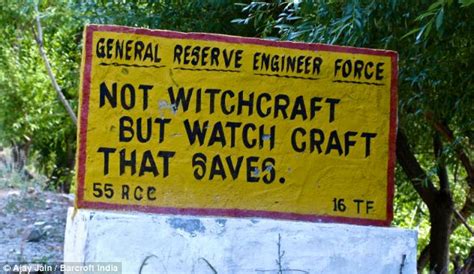 GENERAL RESERVE ENGINEER FORCE
NOT WITCHCRAFT
BUT WATCH CRAFT
THAT SAVES.
55 RCC 16 TF
© Ajay Jain / Barcroft India